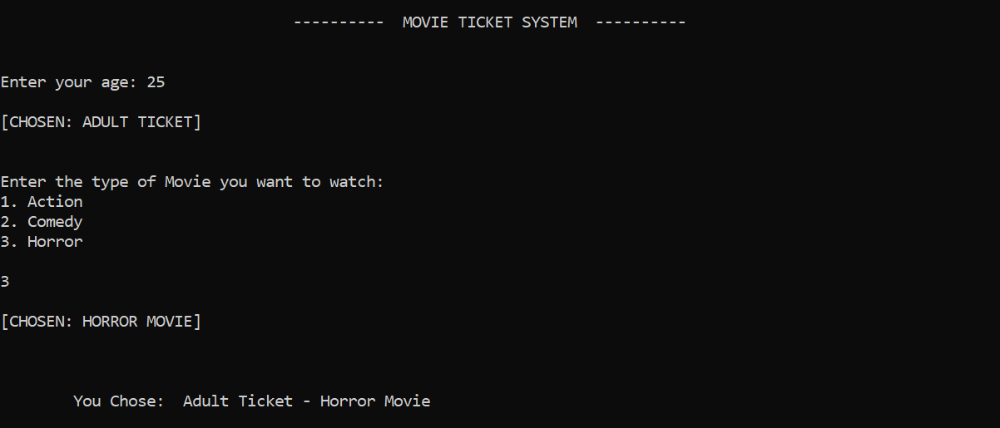 ----------  MOVIE TICKET SYSTEM  ----------
Enter your age: 25
[CHOSEN: ADULT TICKET]
Enter the type of Movie you want to watch:
1. Action
2. Comedy
3. Horror
3
[CHOSEN: HORROR MOVIE]
You Chose:  Adult Ticket - Horror Movie